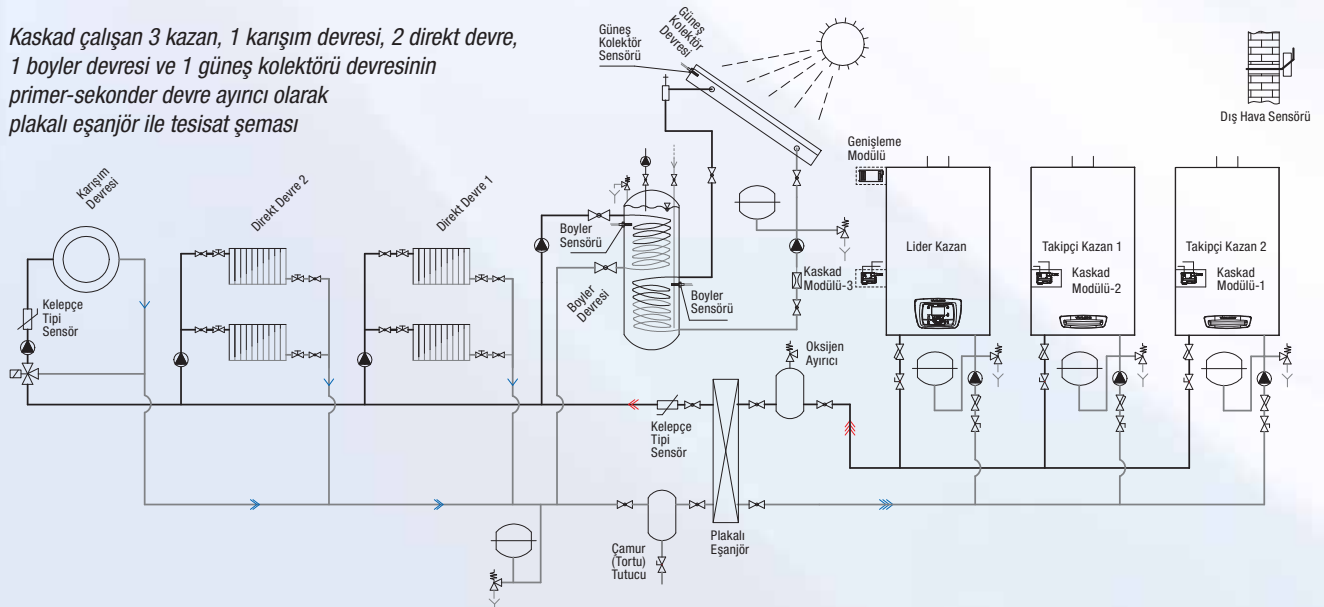 Kaskad çalışan 3 kazan, 1 karışım devresi, 2 direkt devre,
1 boyler devresi ve 1 güneş kolektörü devresinin
primer-sekonder devre ayırıcı olarak
plakalı eşanjör ile tesisat şeması
Güneş
Kolektör
Sensörü
Güneş
Kolektör
Devresi
Dış Hava Sensörü
Genişleme
Modülü
Karışım
Devresi
Direkt Devre 2
Direkt Devre 1
Boyler
Sensörü
Boyler
Devresi
Boyler
Sensörü
Kaskad
Modülü-3
Lider Kazan
Takipçi Kazan 1
Kaskad
Modülü-2
Takipçi Kazan 2
Kaskad
Modülü-1
Kelepçe
Tipi
Sensör
Oksijen
Ayırıcı
Kelepçe
Tipi
Sensör
Plakalı
Eşanjör
Çamur
(Tortu)
Tutucu